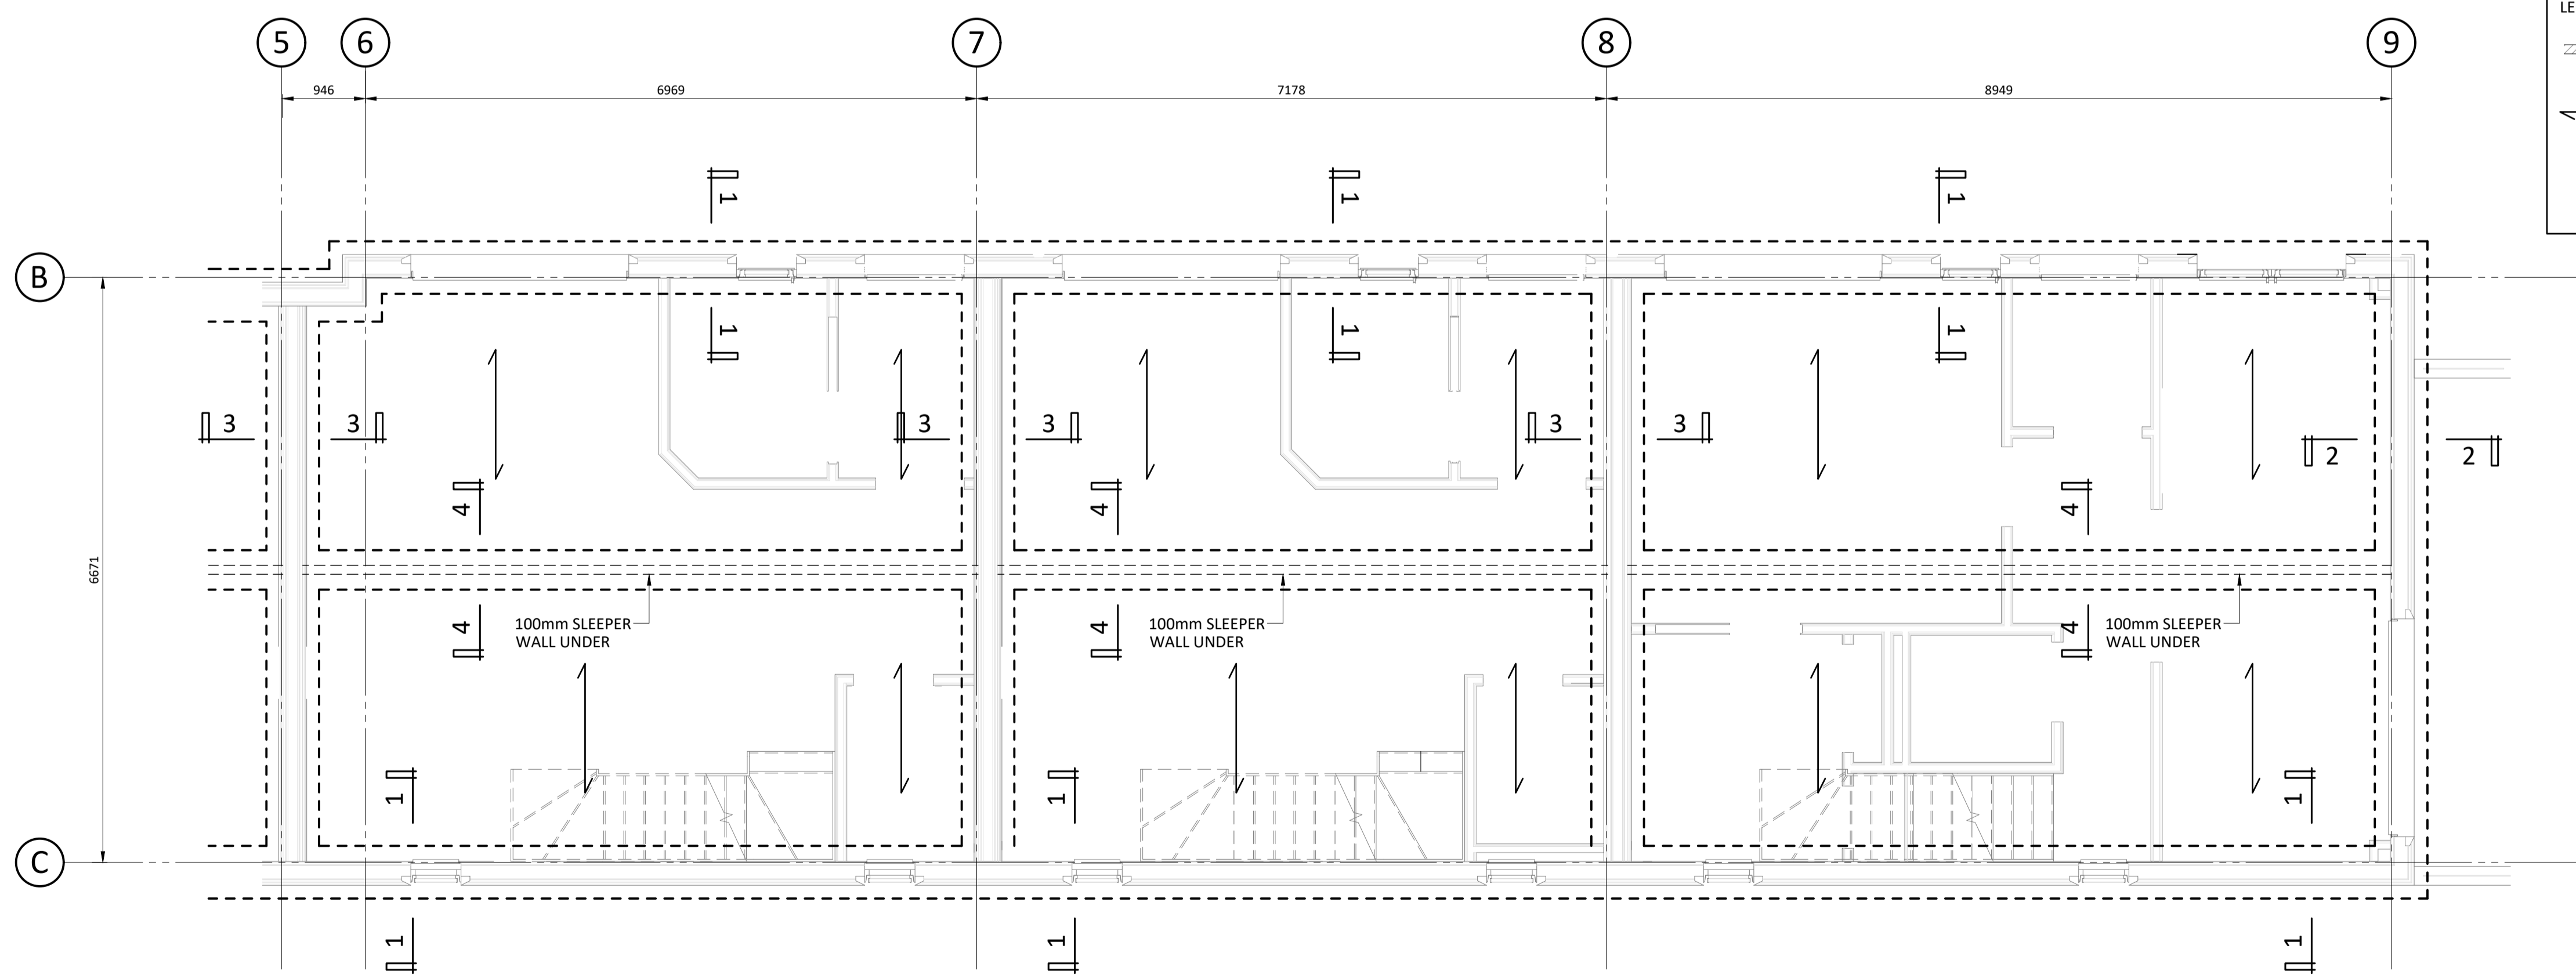 5 6 7 8 9
LE
946 6969 7178 8949
1 1 1
B
1 1 1
3 3 3 3 3 3
2 2
4 4 4
6671
100mm SLEEPER
WALL UNDER
100mm SLEEPER
WALL UNDER
100mm SLEEPER
WALL UNDER
4 4 4
1 1 1
C
1 1 1